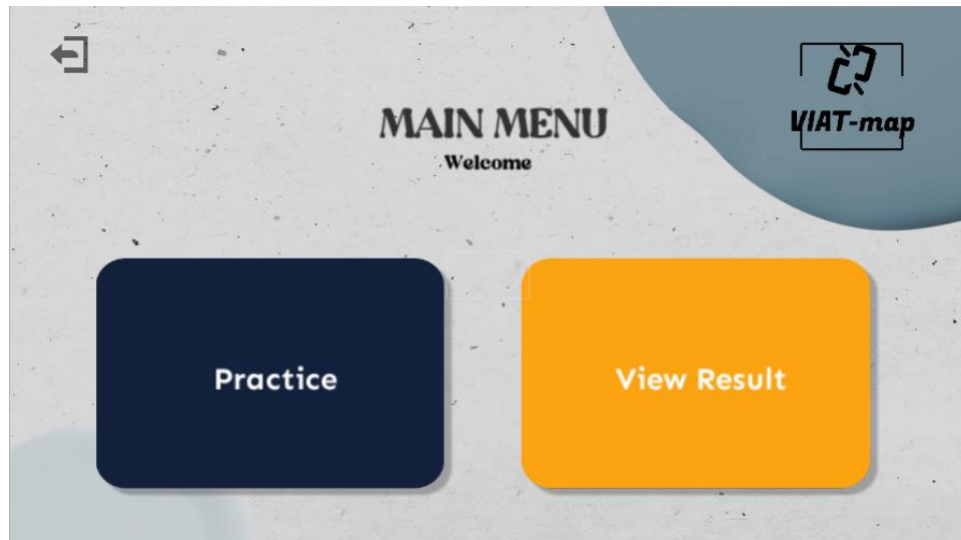 MAIN MENU
Welcome
VIAT-map
Practice
View Result